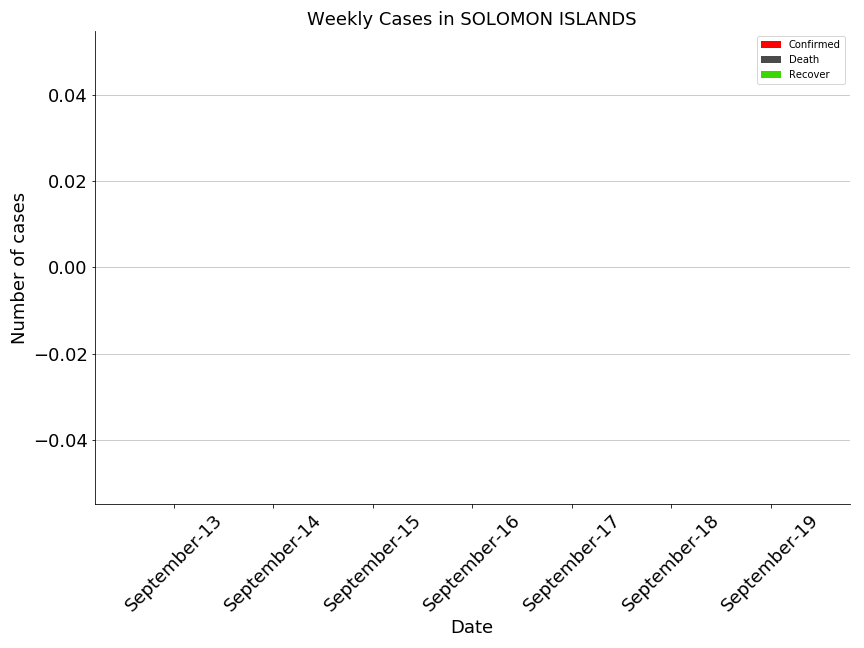 Weekly Cases in SOLOMON ISLANDS
Confirmed
Death
Recover
Number of cases
0.04
0.02
0.00
−0.02
−0.04
September-13
September-14
September-15
September-16
September-17
September-18
September-19
Date